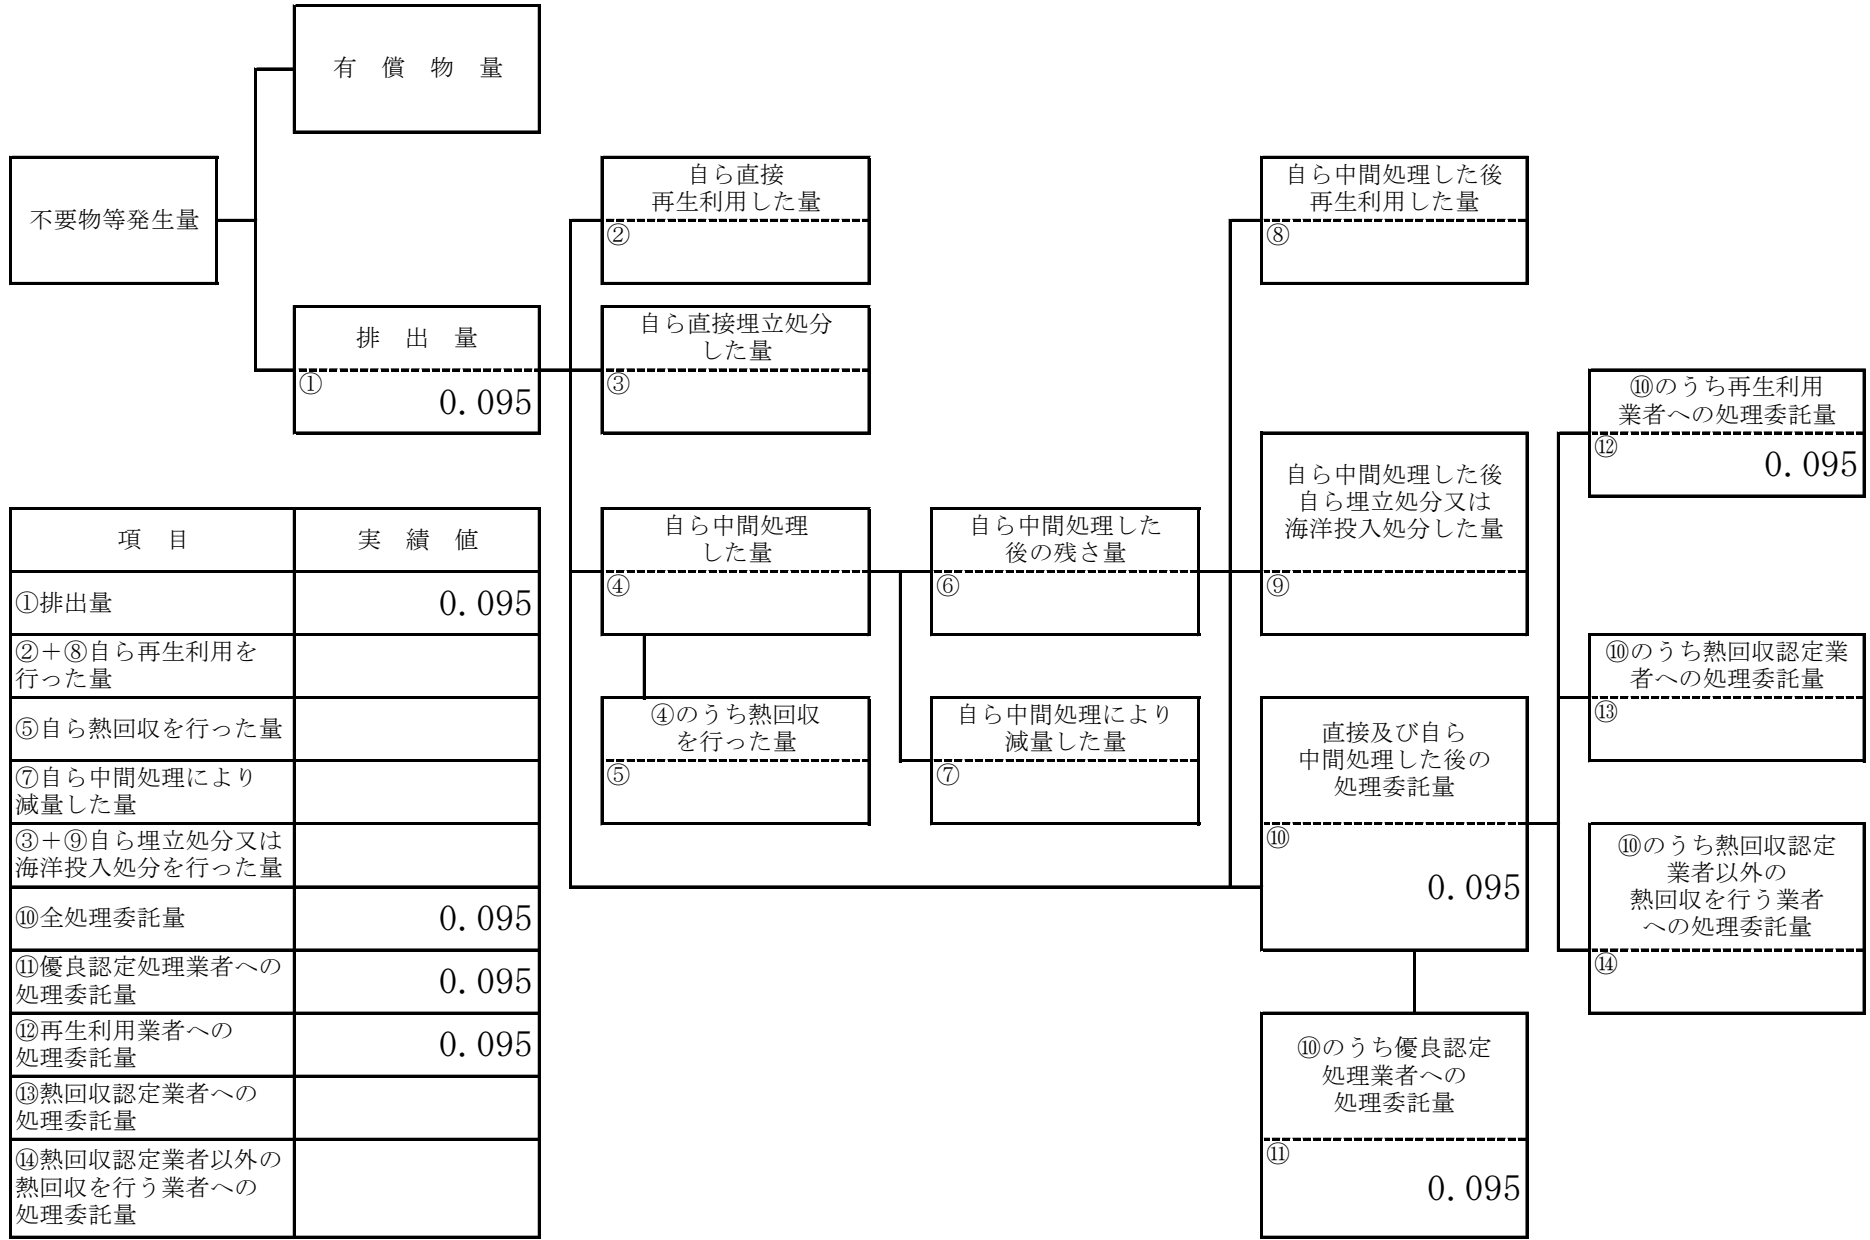 有　償　物　量
不要物等発生量
排　出　量
①
0.095
自ら直接
再生利用した量
②
自ら直接埋立処分
した量
③
自ら中間処理
した量
④
④のうち熱回収
を行った量
⑤
自ら中間処理した
後の残さ量
⑥
自ら中間処理により
減量した量
⑦
自ら中間処理した後
再生利用した量
⑧
自ら中間処理した後
自ら埋立処分又は
海洋投入処分した量
⑨
直接及び自ら
中間処理した後の
処理委託量
⑩
0.095
⑩のうち優良認定
処理業者への
処理委託量
⑪
0.095
⑩のうち再生利用
業者への処理委託量
⑫
0.095
⑩のうち熱回収認定業
者への処理委託量
⑬
⑩のうち熱回収認定
業者以外の
熱回収を行う業者
への処理委託量
⑭
項　目　実　績　値
①排出量 0.095
②＋⑧自ら再生利用を
行った量
⑤自ら熱回収を行った量
⑦自ら中間処理により
減量した量
③＋⑨自ら埋立処分又は
海洋投入処分を行った量
⑩全処理委託量 0.095
⑪優良認定処理業者への
処理委託量
0.095
⑫再生利用業者への
処理委託量
0.095
⑬熱回収認定業者への
処理委託量
⑭熱回収認定業者以外の
熱回収を行う業者への
処理委託量